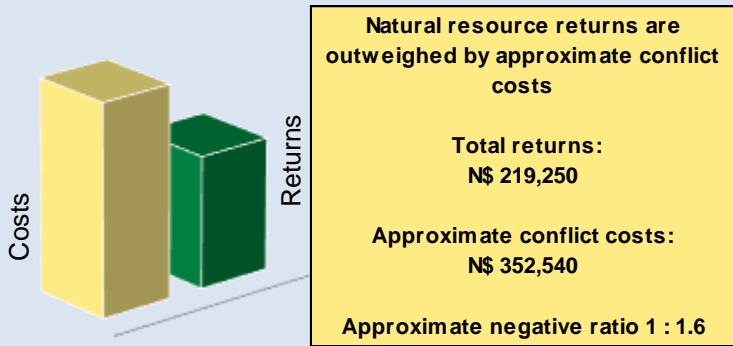 Costs
Returns
Natural resource returns are
outweighed by approximate conflict
costs
Total returns:
N$ 219,250
Approximate conflict costs:
N$ 352,540
Approximate negative ratio 1 : 1.6